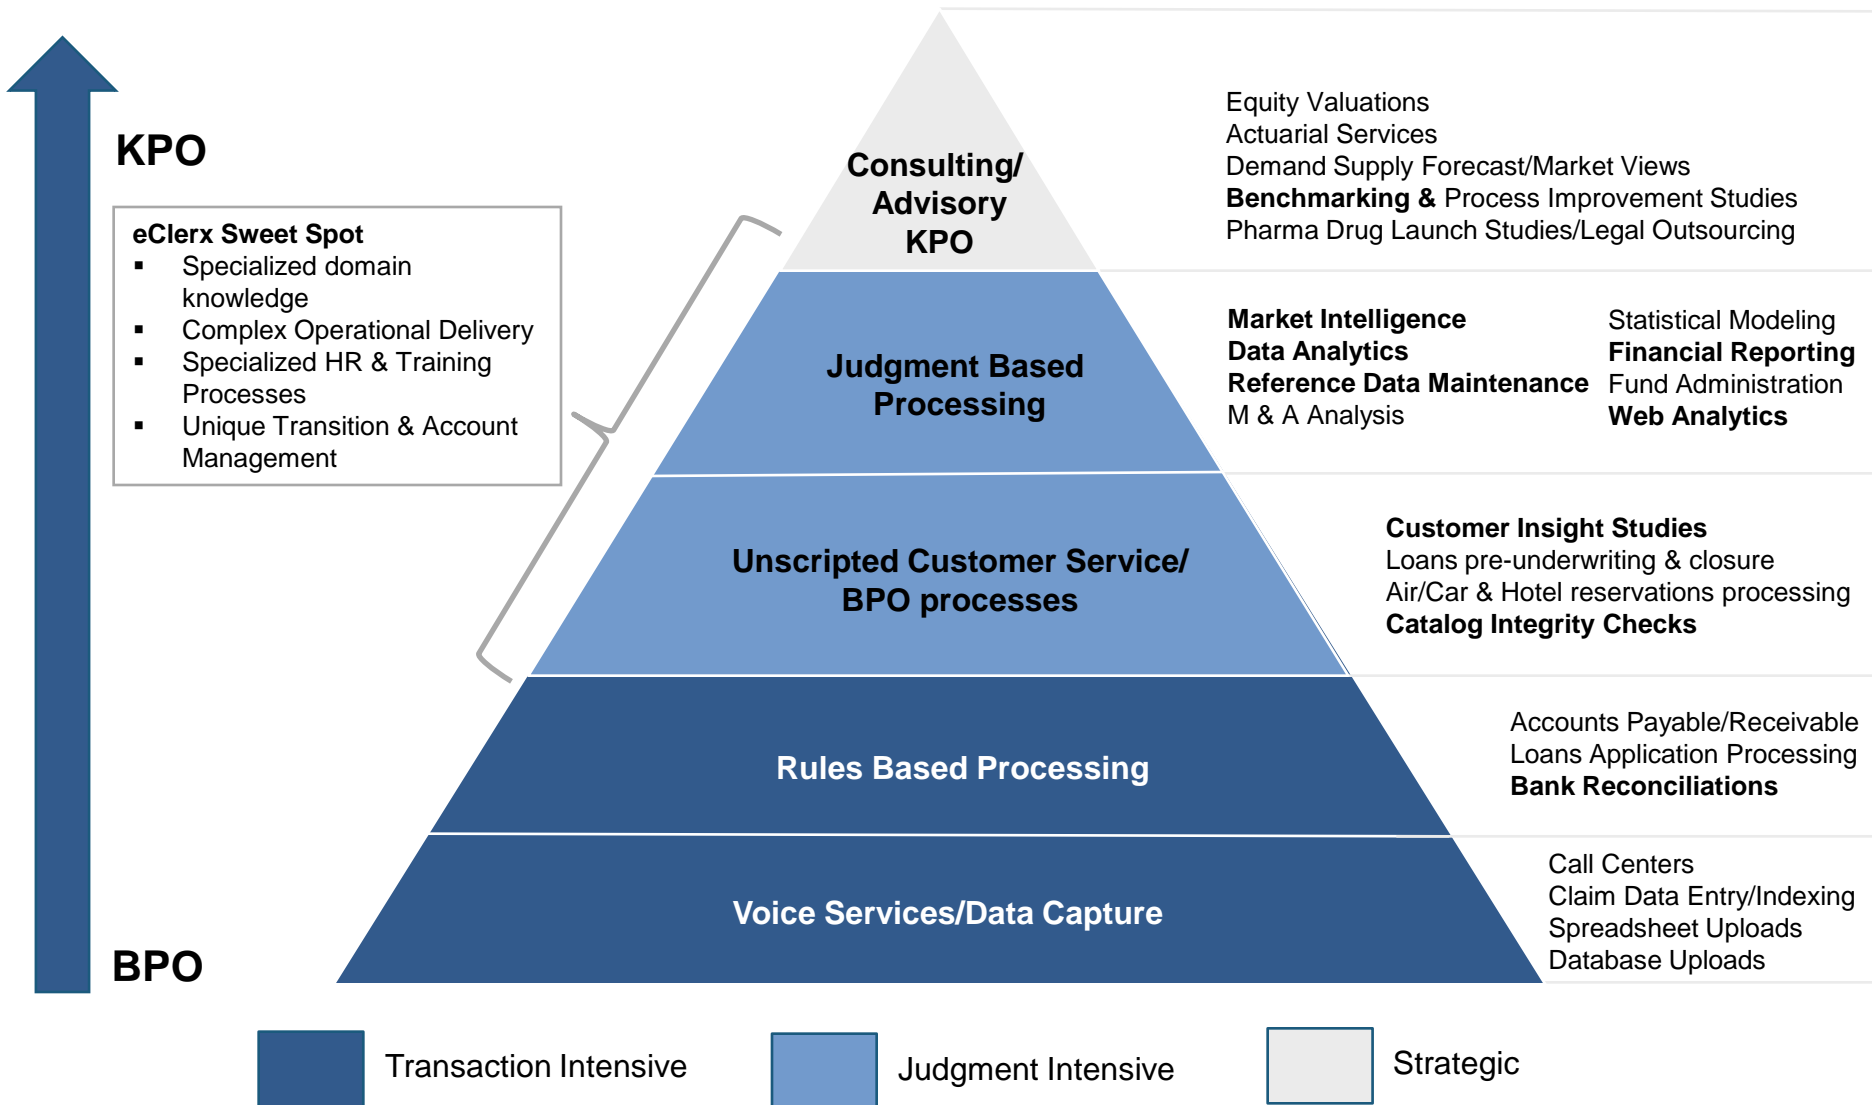 KPO
eClerx Sweet Spot
▪ Specialized domain
knowledge
▪ Complex Operational Delivery
▪ Specialized HR & Training
Processes
▪ Unique Transition & Account
Management
BPO
Consulting/
Advisory
KPO
Equity Valuations
Actuarial Services
Demand Supply Forecast/Market Views
Benchmarking & Process Improvement Studies
Pharma Drug Launch Studies/Legal Outsourcing
Judgment Based
Processing
Market Intelligence
Data Analytics
Reference Data Maintenance
M & A Analysis
Statistical Modeling
Financial Reporting
Fund Administration
Web Analytics
Unscripted Customer Service/
BPO processes
Customer Insight Studies
Loans pre-underwriting & closure
Air/Car & Hotel reservations processing
Catalog Integrity Checks
Rules Based Processing
Accounts Payable/Receivable
Loans Application Processing
Bank Reconciliations
Voice Services/Data Capture
Call Centers
Claim Data Entry/Indexing
Spreadsheet Uploads
Database Uploads
Transaction Intensive
Judgment Intensive
Strategic